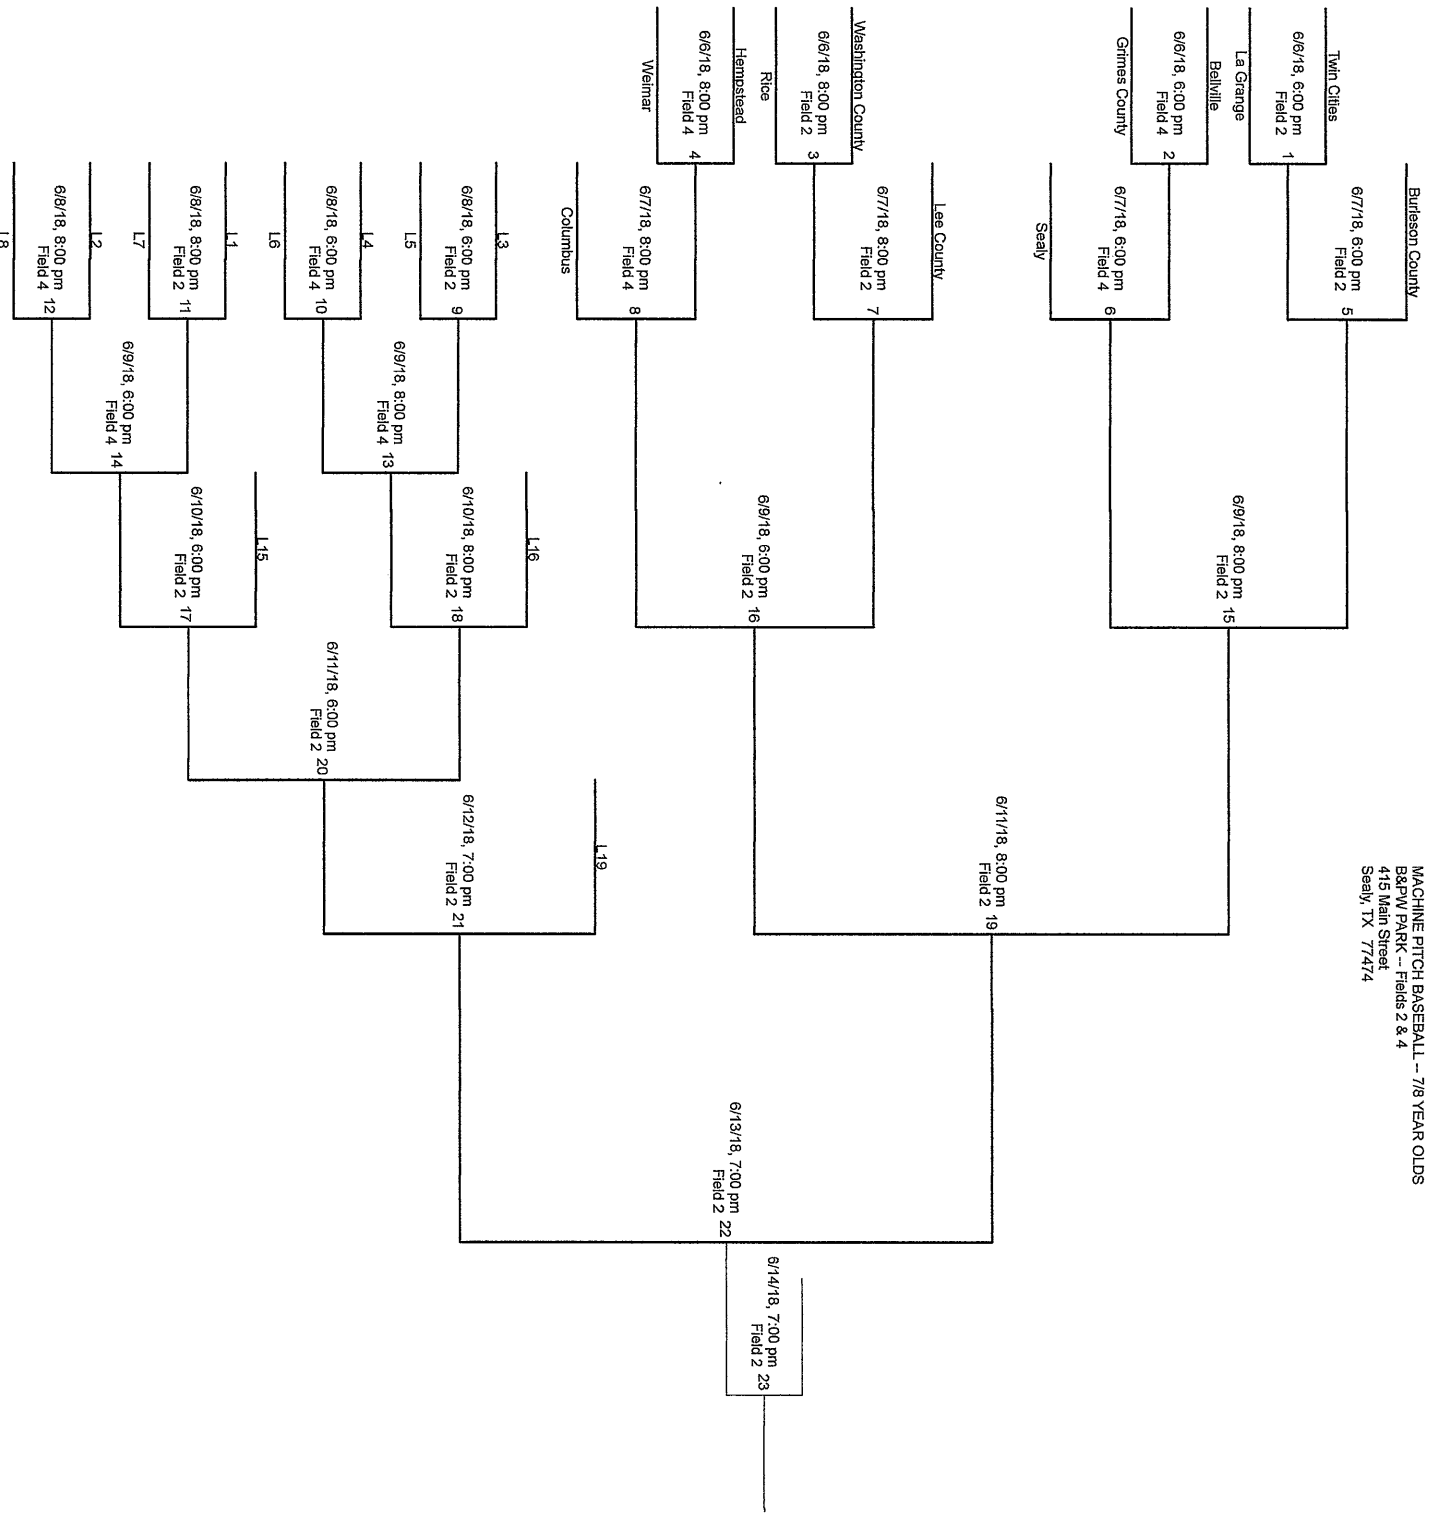 MACHINE PITCH BASEBALL -- 7/8 YEAR OLDS
B&PW PARK -- Fields 2 & 4
415 Main Street
Sealy, TX 77474
Burleson County
6/7/18, 6:00 pm
Field 2 5
Twin Cities
6/6/18, 6:00 pm
Field 2 1
La Grange
Bellville
6/6/18, 6:00 pm
Field 4 2
Grimes County
6/7/18, 6:00 pm
Field 4 6
Sealy
6/9/18, 8:00 pm
Field 2 15
Lee County
6/7/18, 8:00 pm
Field 2 7
Washington County
6/6/18, 8:00 pm
Field 2 3
Rice
Hempstead
6/6/18, 8:00 pm
Field 4 4
Weimar
6/7/18, 8:00 pm
Field 4 8
Columbus
6/9/18, 6:00 pm
Field 2 16
6/11/18, 8:00 pm
Field 2 19
L3
6/8/18, 6:00 pm
Field 2 9
L5
L4
6/8/18, 6:00 pm
Field 4 10
L6
L1
6/8/18, 8:00 pm
Field 2 11
L7
L2
6/8/18, 8:00 pm
Field 4 12
L8
6/9/18, 8:00 pm
Field 4 13
6/9/18, 6:00 pm
Field 4 14
L16
6/10/18, 8:00 pm
Field 2 18
L15
6/10/18, 6:00 pm
Field 2 17
6/11/18, 6:00 pm
Field 2 20
L19
6/12/18, 7:00 pm
Field 2 21
6/13/18, 7:00 pm
Field 2 22
6/14/18, 7:00 pm
Field 2 23